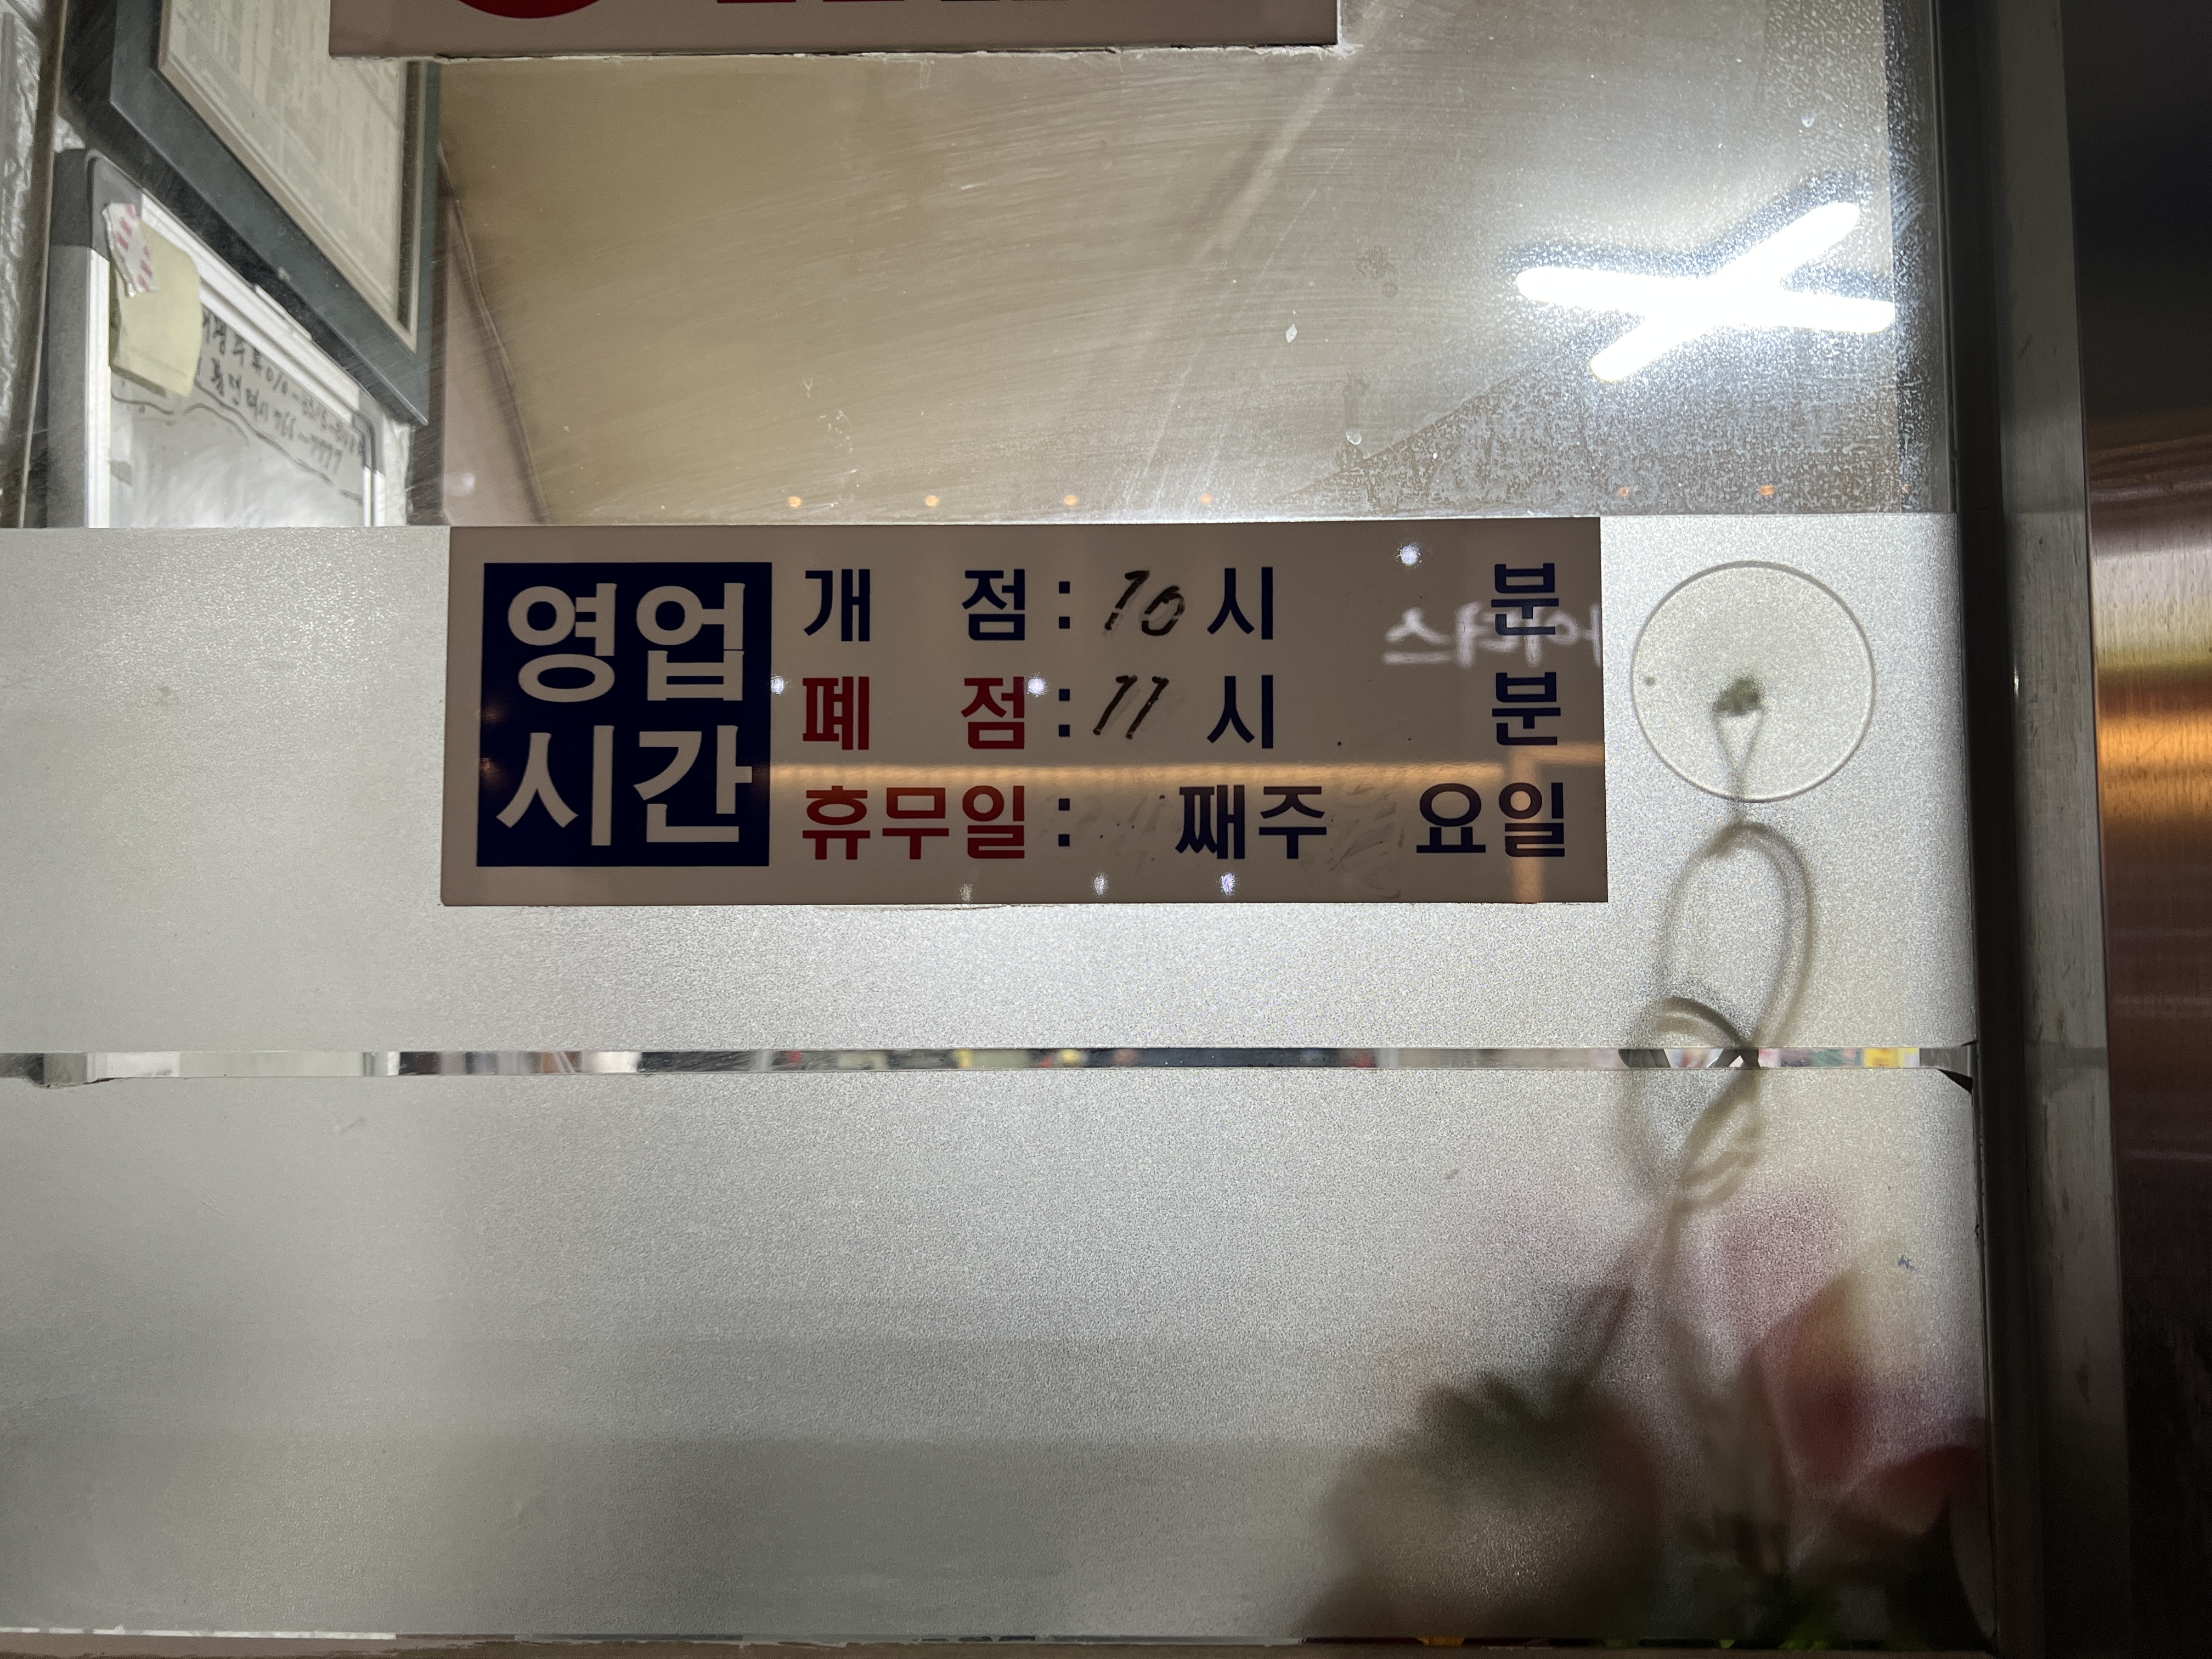 영업시간
개 점 : 10 시 분
폐 점 : 11 시 분
휴무일 : 째주 요일